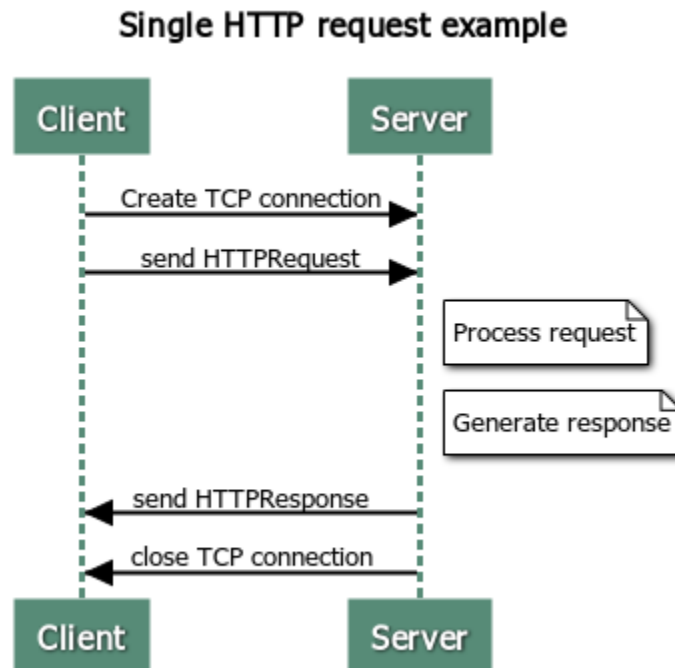 Single HTTP request example
Client
Server
Create TCP connection
send HTTPRequest
Process request
Generate response
send HTTPResponse
close TCP connection
Client
Server